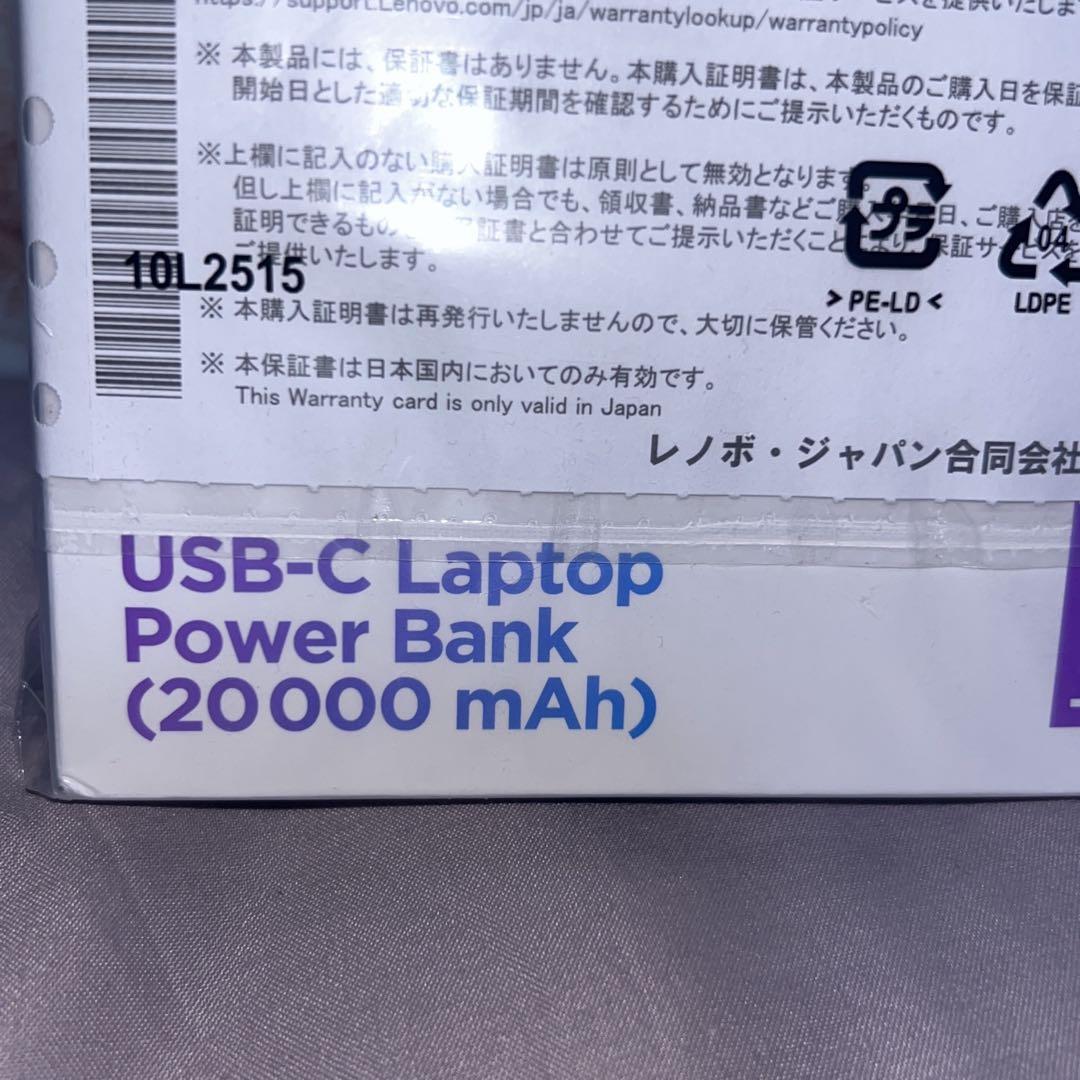 https://support.Lenovo.com/jp/ja/warrantylookup/warrantypolicy
※ 本製品には、保証書はありません。本購入証明書は、本製品のご購入日を保証
開始日とした適切な保証期間を確認するためにご提示いただくものです。
※上欄に記入のない購入証明書は原則として無効となります。
但し上欄に記入がない場合でも、領収書、納品書などご購入日、ご購入店を
証明できるもの 証書と合わせてご提示いただくことにより、保証サービスを
ご提供いたします。
プラ
> PE-LD <
04
LDPE
10L2515
※ 本購入証明書は再発行いたしませんので、大切に保管ください。
※ 本保証書は日本国内においてのみ有効です。
This Warranty card is only valid in Japan
レノボ・ジャパン合同会社
USB-C Laptop
Power Bank
(20 000 mAh)